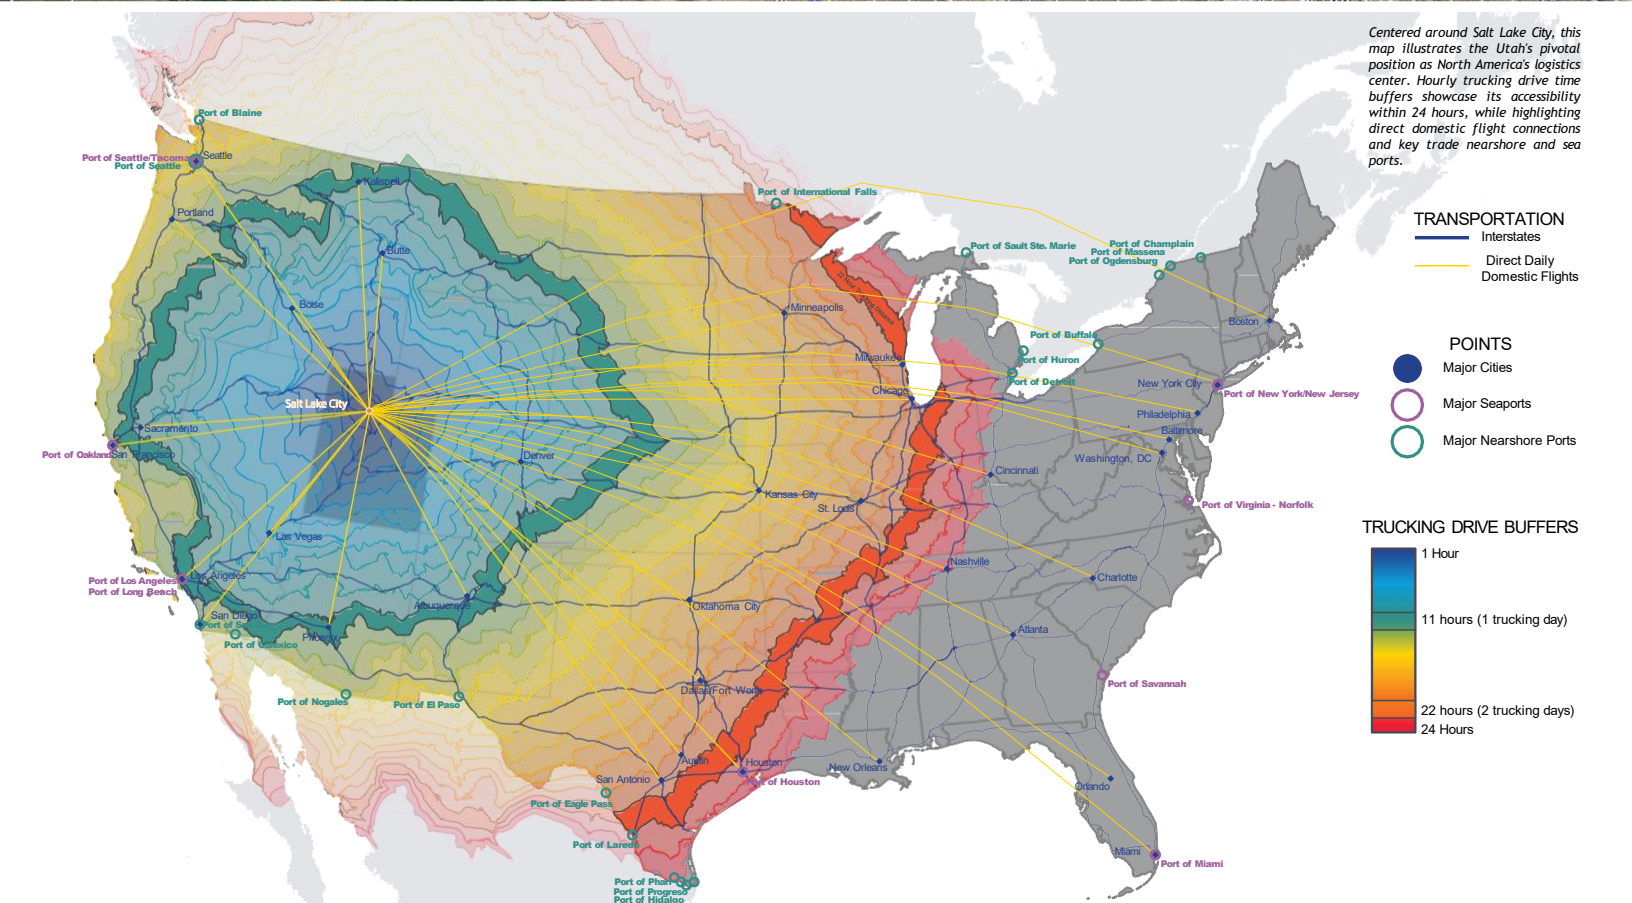 Centered around Salt Lake City, this
map illustrates the Utah's pivotal
position as North America's logistics
center. Hourly trucking drive time
buffers showcase its accessibility
within 24 hours, while highlighting
direct domestic flight connections
and key trade nearshore and sea
ports.
TRANSPORTATION
Interstates
Direct Daily
Domestic Flights
POINTS
Major Cities
Major Seaports
Major Nearshore Ports
TRUCKING DRIVE BUFFERS
1 Hour
11 hours (1 trucking day)
22 hours (2 trucking days)
24 Hours
Port of Blaine
Seattle
Port of Seattle/Tacoma
Port of Seattle
Kalispell
Portland
Butte
Boise
Salt Lake City
Sacramento
Port of Oakland
San Francisco
Denver
Las Vegas
Port of Los Angeles
Los Angeles
Port of Long Beach
San Diego
Albuquerque
Phoenix
Port of Nogales
Port of El Paso
Port of International Falls
22 Hour Trucking Distance
Minneapolis
Milwaukee
Chicago
Kansas City
St. Louis
Oklahoma City
Dallas/Fort Worth
Austin
San Antonio
Houston
Port of Houston
Port of Eagle Pass
Port of Laredo
Port of Pharr
Port of Progreso
Port of Hidalgo
New Orleans
Nashville
Cincinnati
Charlotte
Atlanta
Port of Savannah
Orlando
Miami
Port of Miami
Port of Sault Ste. Marie
Port of Champlain
Port of Massena
Port of Ogdensburg
Boston
Port of Buffalo
Port of Huron
Port of Detroit
New York City
Port of New York/New Jersey
Philadelphia
Baltimore
Washington, DC
Port of Virginia - Norfolk